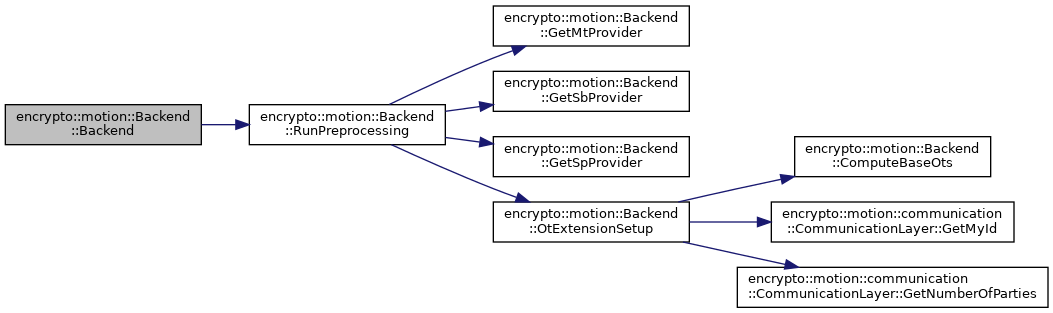 encrypto::motion::Backend
::Backend
encrypto::motion::Backend
::RunPreprocessing
encrypto::motion::Backend
::GetMtProvider
encrypto::motion::Backend
::GetSbProvider
encrypto::motion::Backend
::GetSpProvider
encrypto::motion::Backend
::OtExtensionSetup
encrypto::motion::Backend
::ComputeBaseOts
encrypto::motion::communication
::CommunicationLayer::GetMyId
encrypto::motion::communication
::CommunicationLayer::GetNumberOfParties